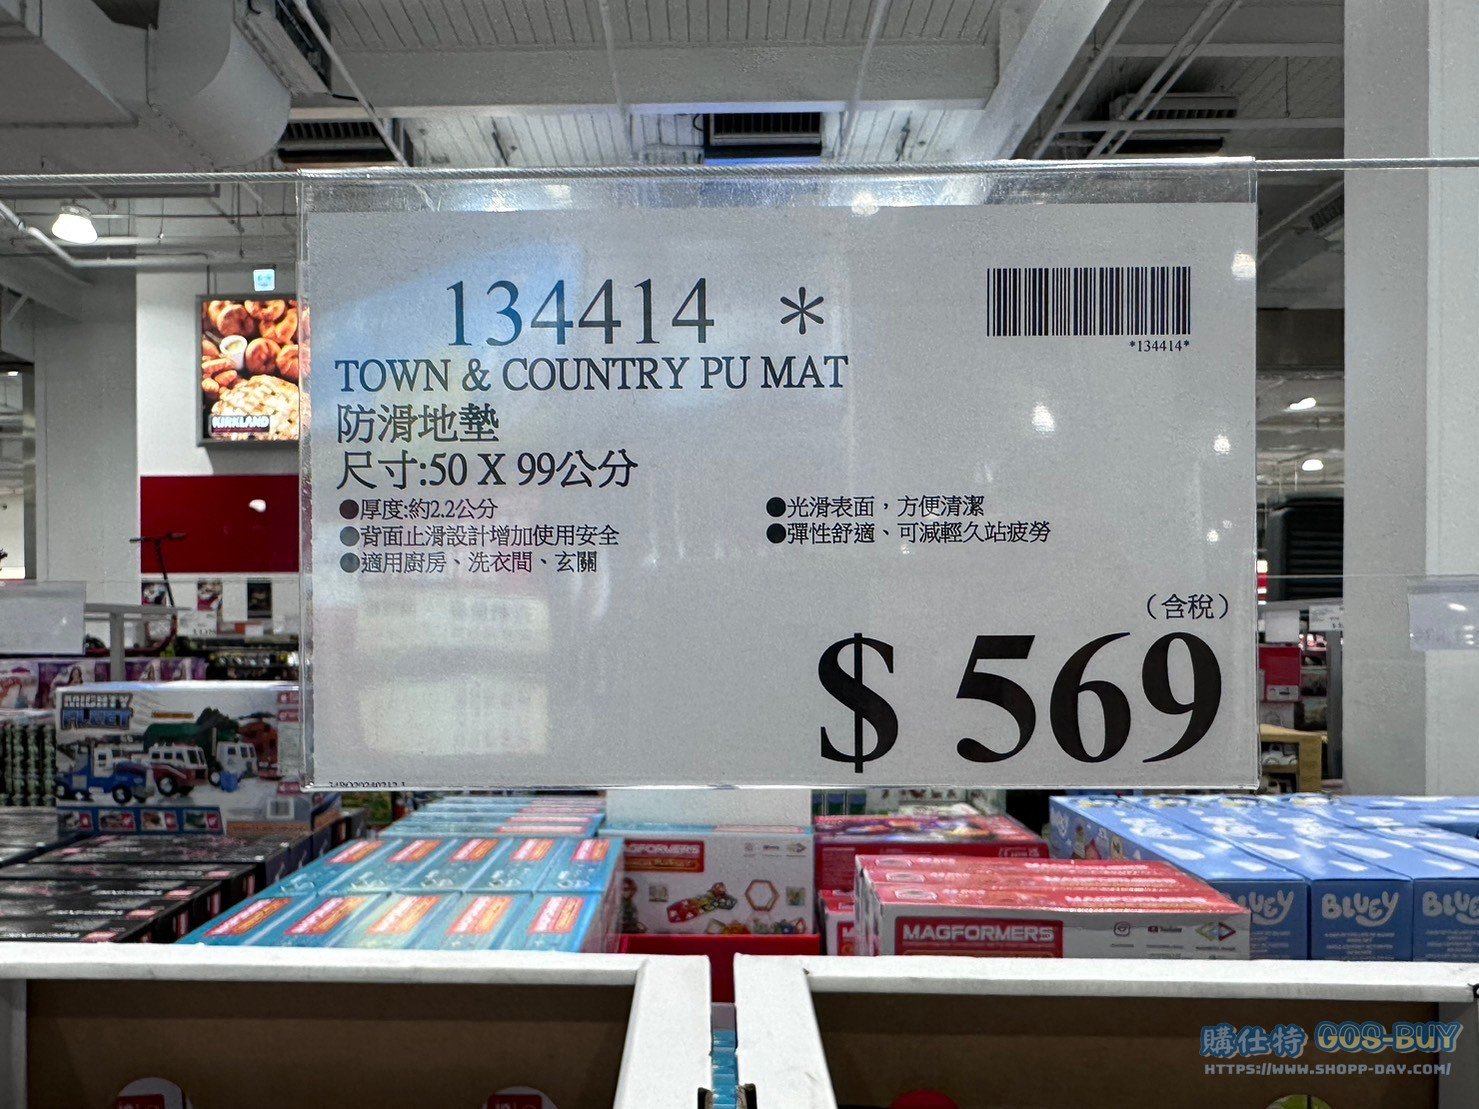 134414 *
*134414*
TOWN & COUNTRY PU MAT
防滑地墊
尺寸:50 X 99公分
●厚度:約2.2公分
●背面止滑設計增加使用安全
●適用廚房、洗衣間、玄關
●光滑表面，方便清潔
●彈性舒適、可減輕久站疲勞
（含稅）
$ 569
KIRKLAND
MIGHTY
FLEET
MAGFORMERS
MAGFORMERS
BLUEY
BLUEY
購仕特 GOS-BUY
HTTPS://WWW.SHOPP-DAY.COM/